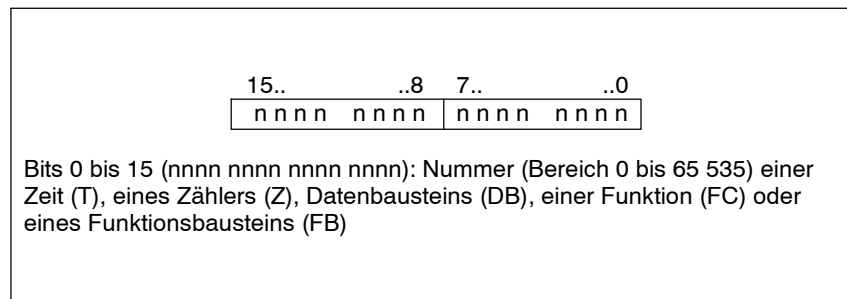 15.. ..8 7.. ..0
n n n n n n n n n n n n n n n n
Bits 0 bis 15 (nnnn nnnn nnnn nnnn): Nummer (Bereich 0 bis 65 535) einer
Zeit (T), eines Zählers (Z), Datenbausteins (DB), einer Funktion (FC) oder
eines Funktionsbausteins (FB)